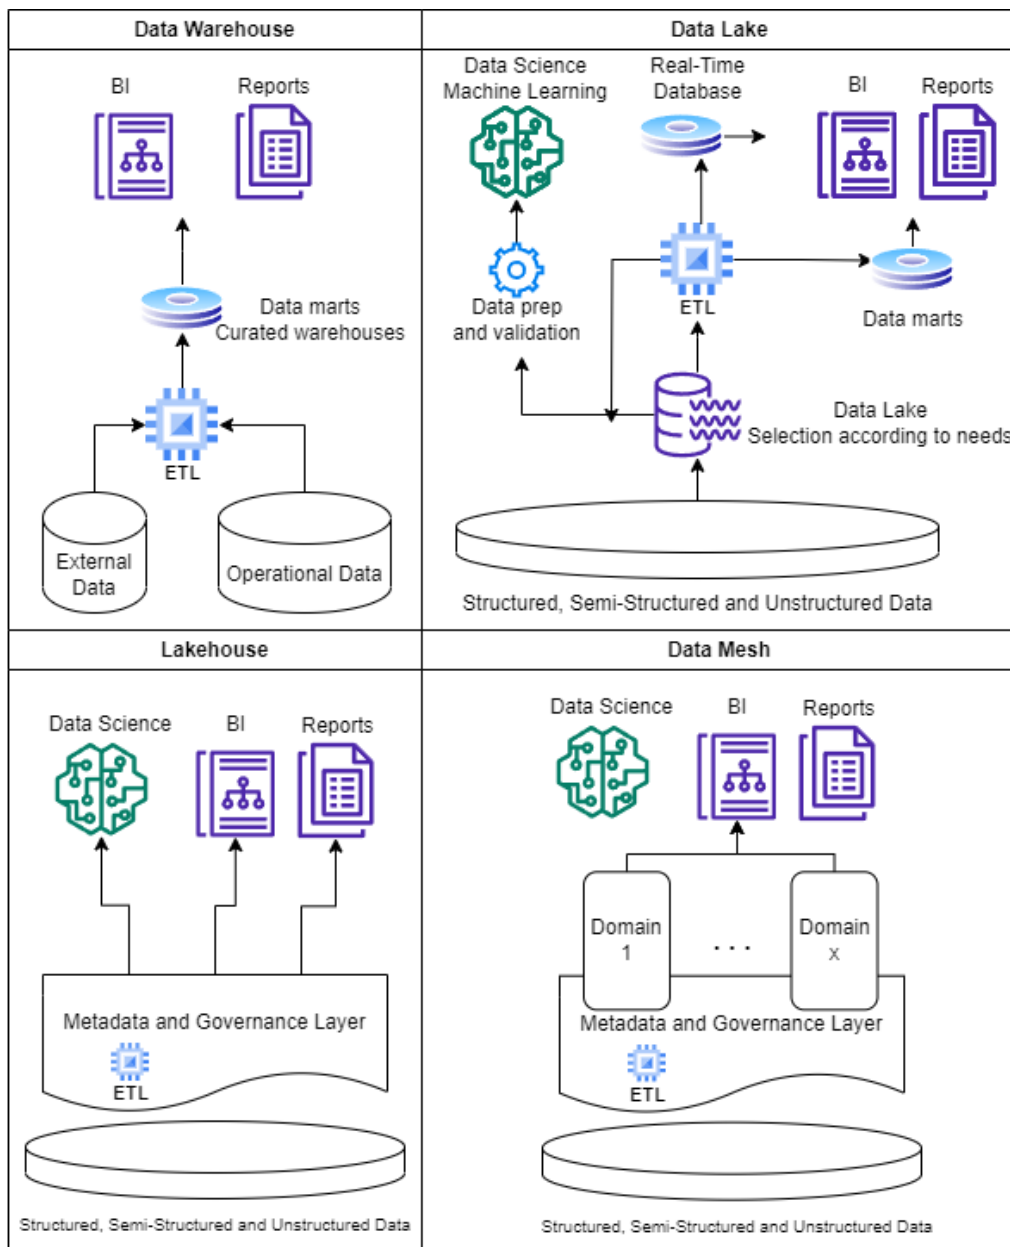 Data Warehouse
BI
Reports
Data marts
Curated warehouses
ETL
External
Data
Operational Data
Data Lake
Data Science
Machine Learning
Real-Time
Database
BI
Reports
Data prep
and validation
ETL
Data marts
Data Lake
Selection according to needs
Structured, Semi-Structured and Unstructured Data
Lakehouse
Data Science
BI
Reports
Metadata and Governance Layer
ETL
Structured, Semi-Structured and Unstructured Data
Data Mesh
Data Science
BI
Reports
Domain
1
. . .
Domain
x
Metadata and Governance Layer
ETL
Structured, Semi-Structured and Unstructured Data